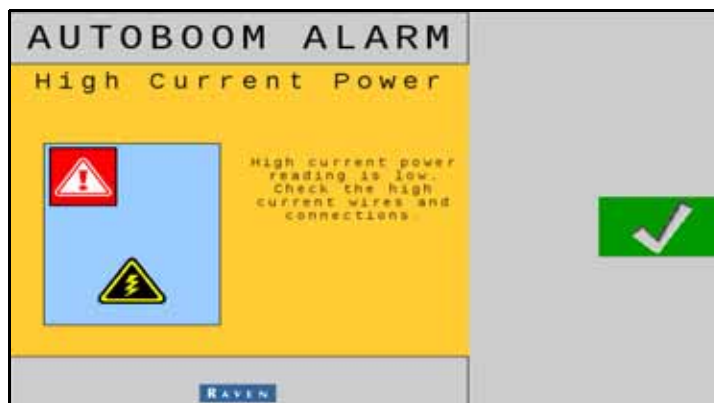 AUTOBOOM ALARM
High Current Power
High current power
reading is low.
Check the high
current wires and
connections.
RAVEN